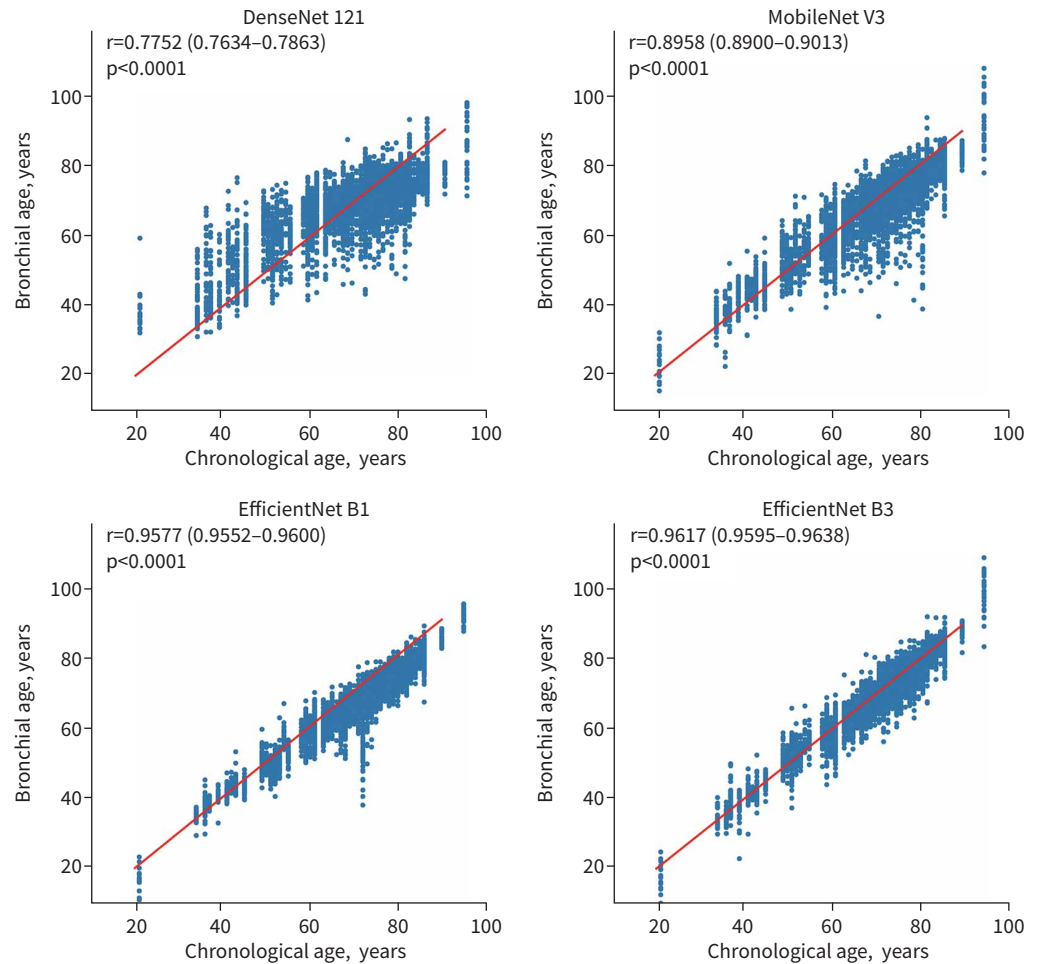 DenseNet 121
r=0.7752 (0.7634–0.7863)
p<0.0001
100
80
60
40
20
Bronchial age, years
20 40 60 80 100
Chronological age, years
MobileNet V3
r=0.8958 (0.8900–0.9013)
p<0.0001
100
80
60
40
20
Bronchial age, years
20 40 60 80 100
Chronological age, years
EfficientNet B1
r=0.9577 (0.9552–0.9600)
p<0.0001
100
80
60
40
20
Bronchial age, years
20 40 60 80 100
Chronological age, years
EfficientNet B3
r=0.9617 (0.9595–0.9638)
p<0.0001
100
80
60
40
20
Bronchial age, years
20 40 60 80 100
Chronological age, years